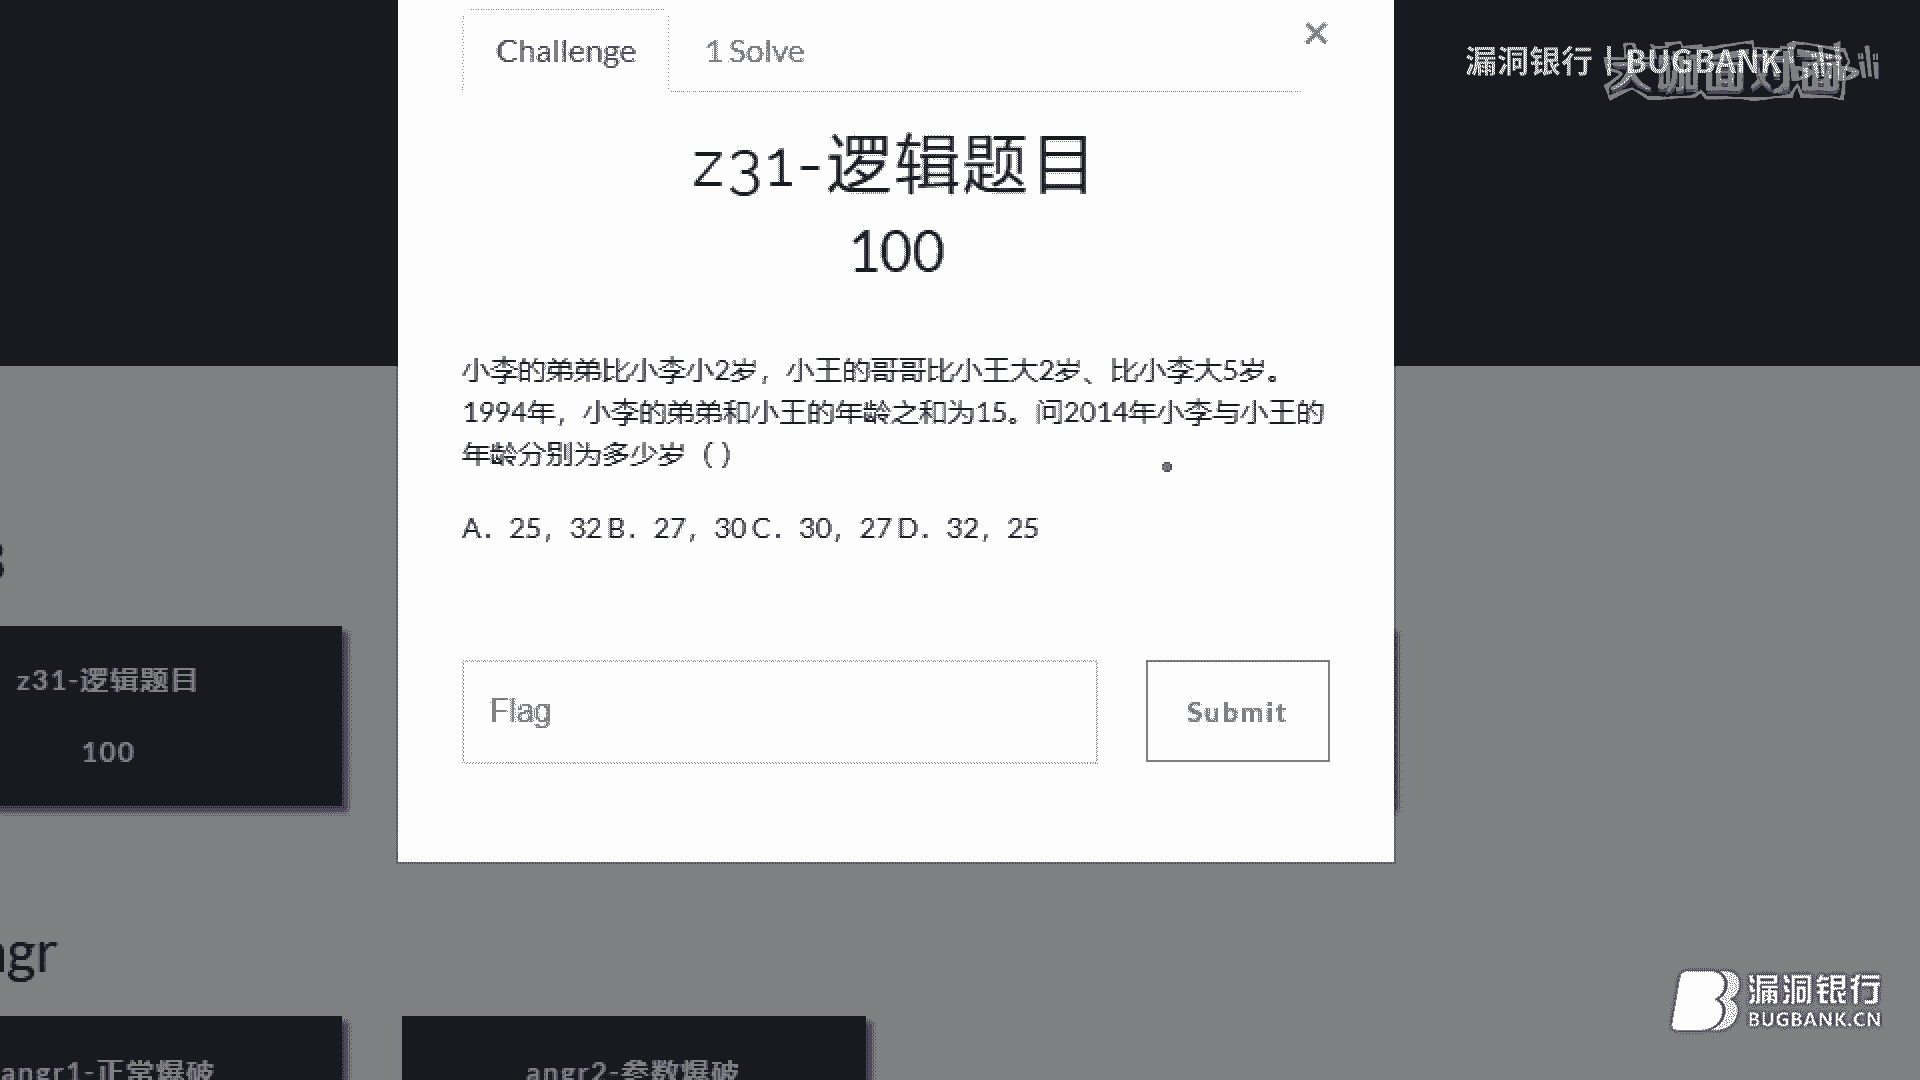 Challenge
1 Solve
×
漏洞银行 | BUGBANK
大咖面对面
z31-逻辑题目
100
小李的弟弟比小李小2岁，小王的哥哥比小王大2岁、比小李大5岁。
1994年，小李的弟弟和小王的年龄之和为15。问2014年小李与小王的
年龄分别为多少岁（ ）
A．25，32 B．27，30 C．30，27 D．32，25
z31-逻辑题目
100
Flag
Submit
ngr
angr1-正常爆破
angr2-参数爆破
漏洞银行
BUGBANK.CN